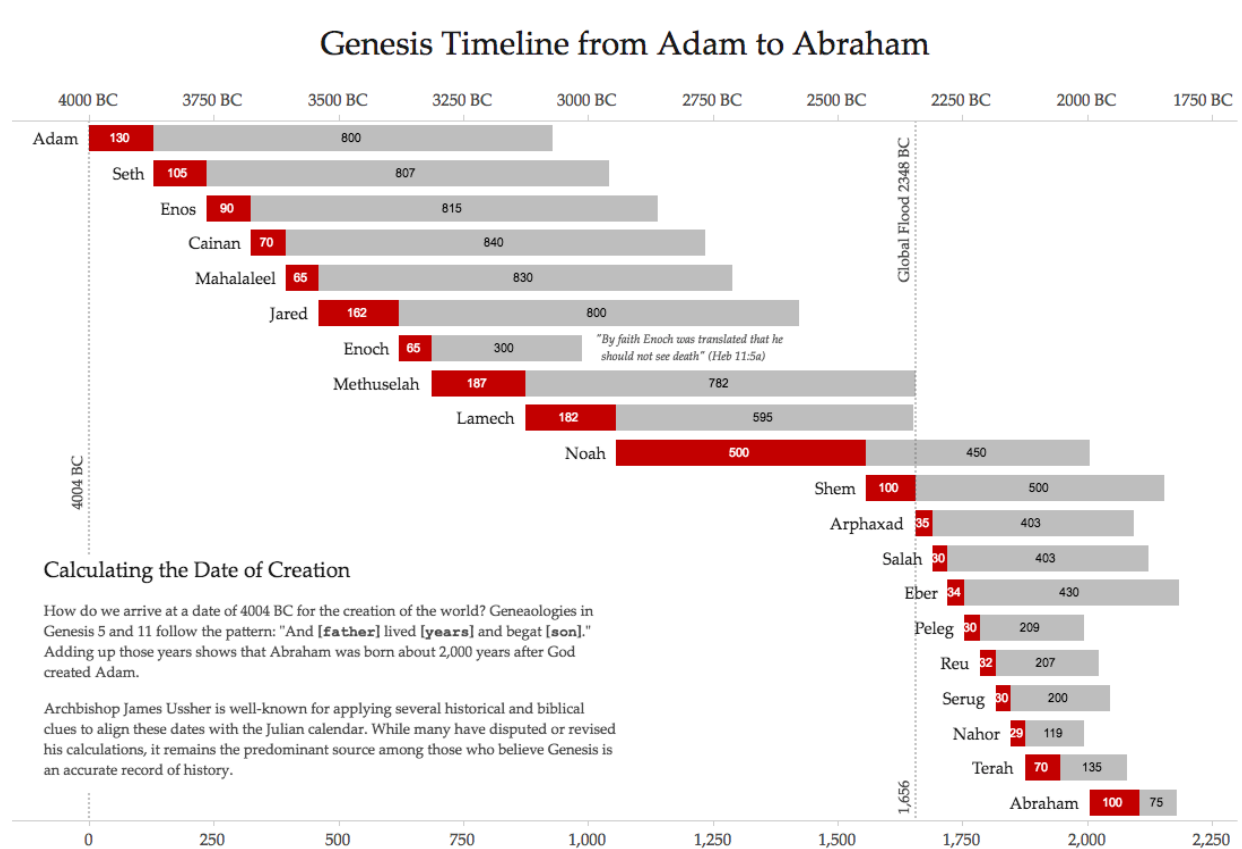 Genesis Timeline from Adam to Abraham
4000 BC 3750 BC 3500 BC 3250 BC 3000 BC 2750 BC 2500 BC 2250 BC 2000 BC 1750 BC
Adam 130 800
Seth 105 807
Enos 90 815
Cainan 70 840
Mahalaleel 65 830
Jared 162 800
Enoch 65 300
"By faith Enoch was translated that he
should not see death" (Heb 11:5a)
Methuselah 187 782
Lamech 182 595
Noah 500 450
Shem 100 500
Arphaxad 35 403
Salah 30 403
Eber 34 430
Peleg 30 209
Reu 32 207
Serug 30 200
Nahor 29 119
Terah 70 135
Abraham 100 75
Global Flood 2348 BC
4004 BC
1,656
Calculating the Date of Creation
How do we arrive at a date of 4004 BC for the creation of the world? Geneaologies in
Genesis 5 and 11 follow the pattern: "And [father] lived [years] and begat [son]."
Adding up those years shows that Abraham was born about 2,000 years after God
created Adam.
Archbishop James Ussher is well-known for applying several historical and biblical
clues to align these dates with the Julian calendar. While many have disputed or revised
his calculations, it remains the predominant source among those who believe Genesis is
an accurate record of history.
0 250 500 750 1,000 1,250 1,500 1,750 2,000 2,250